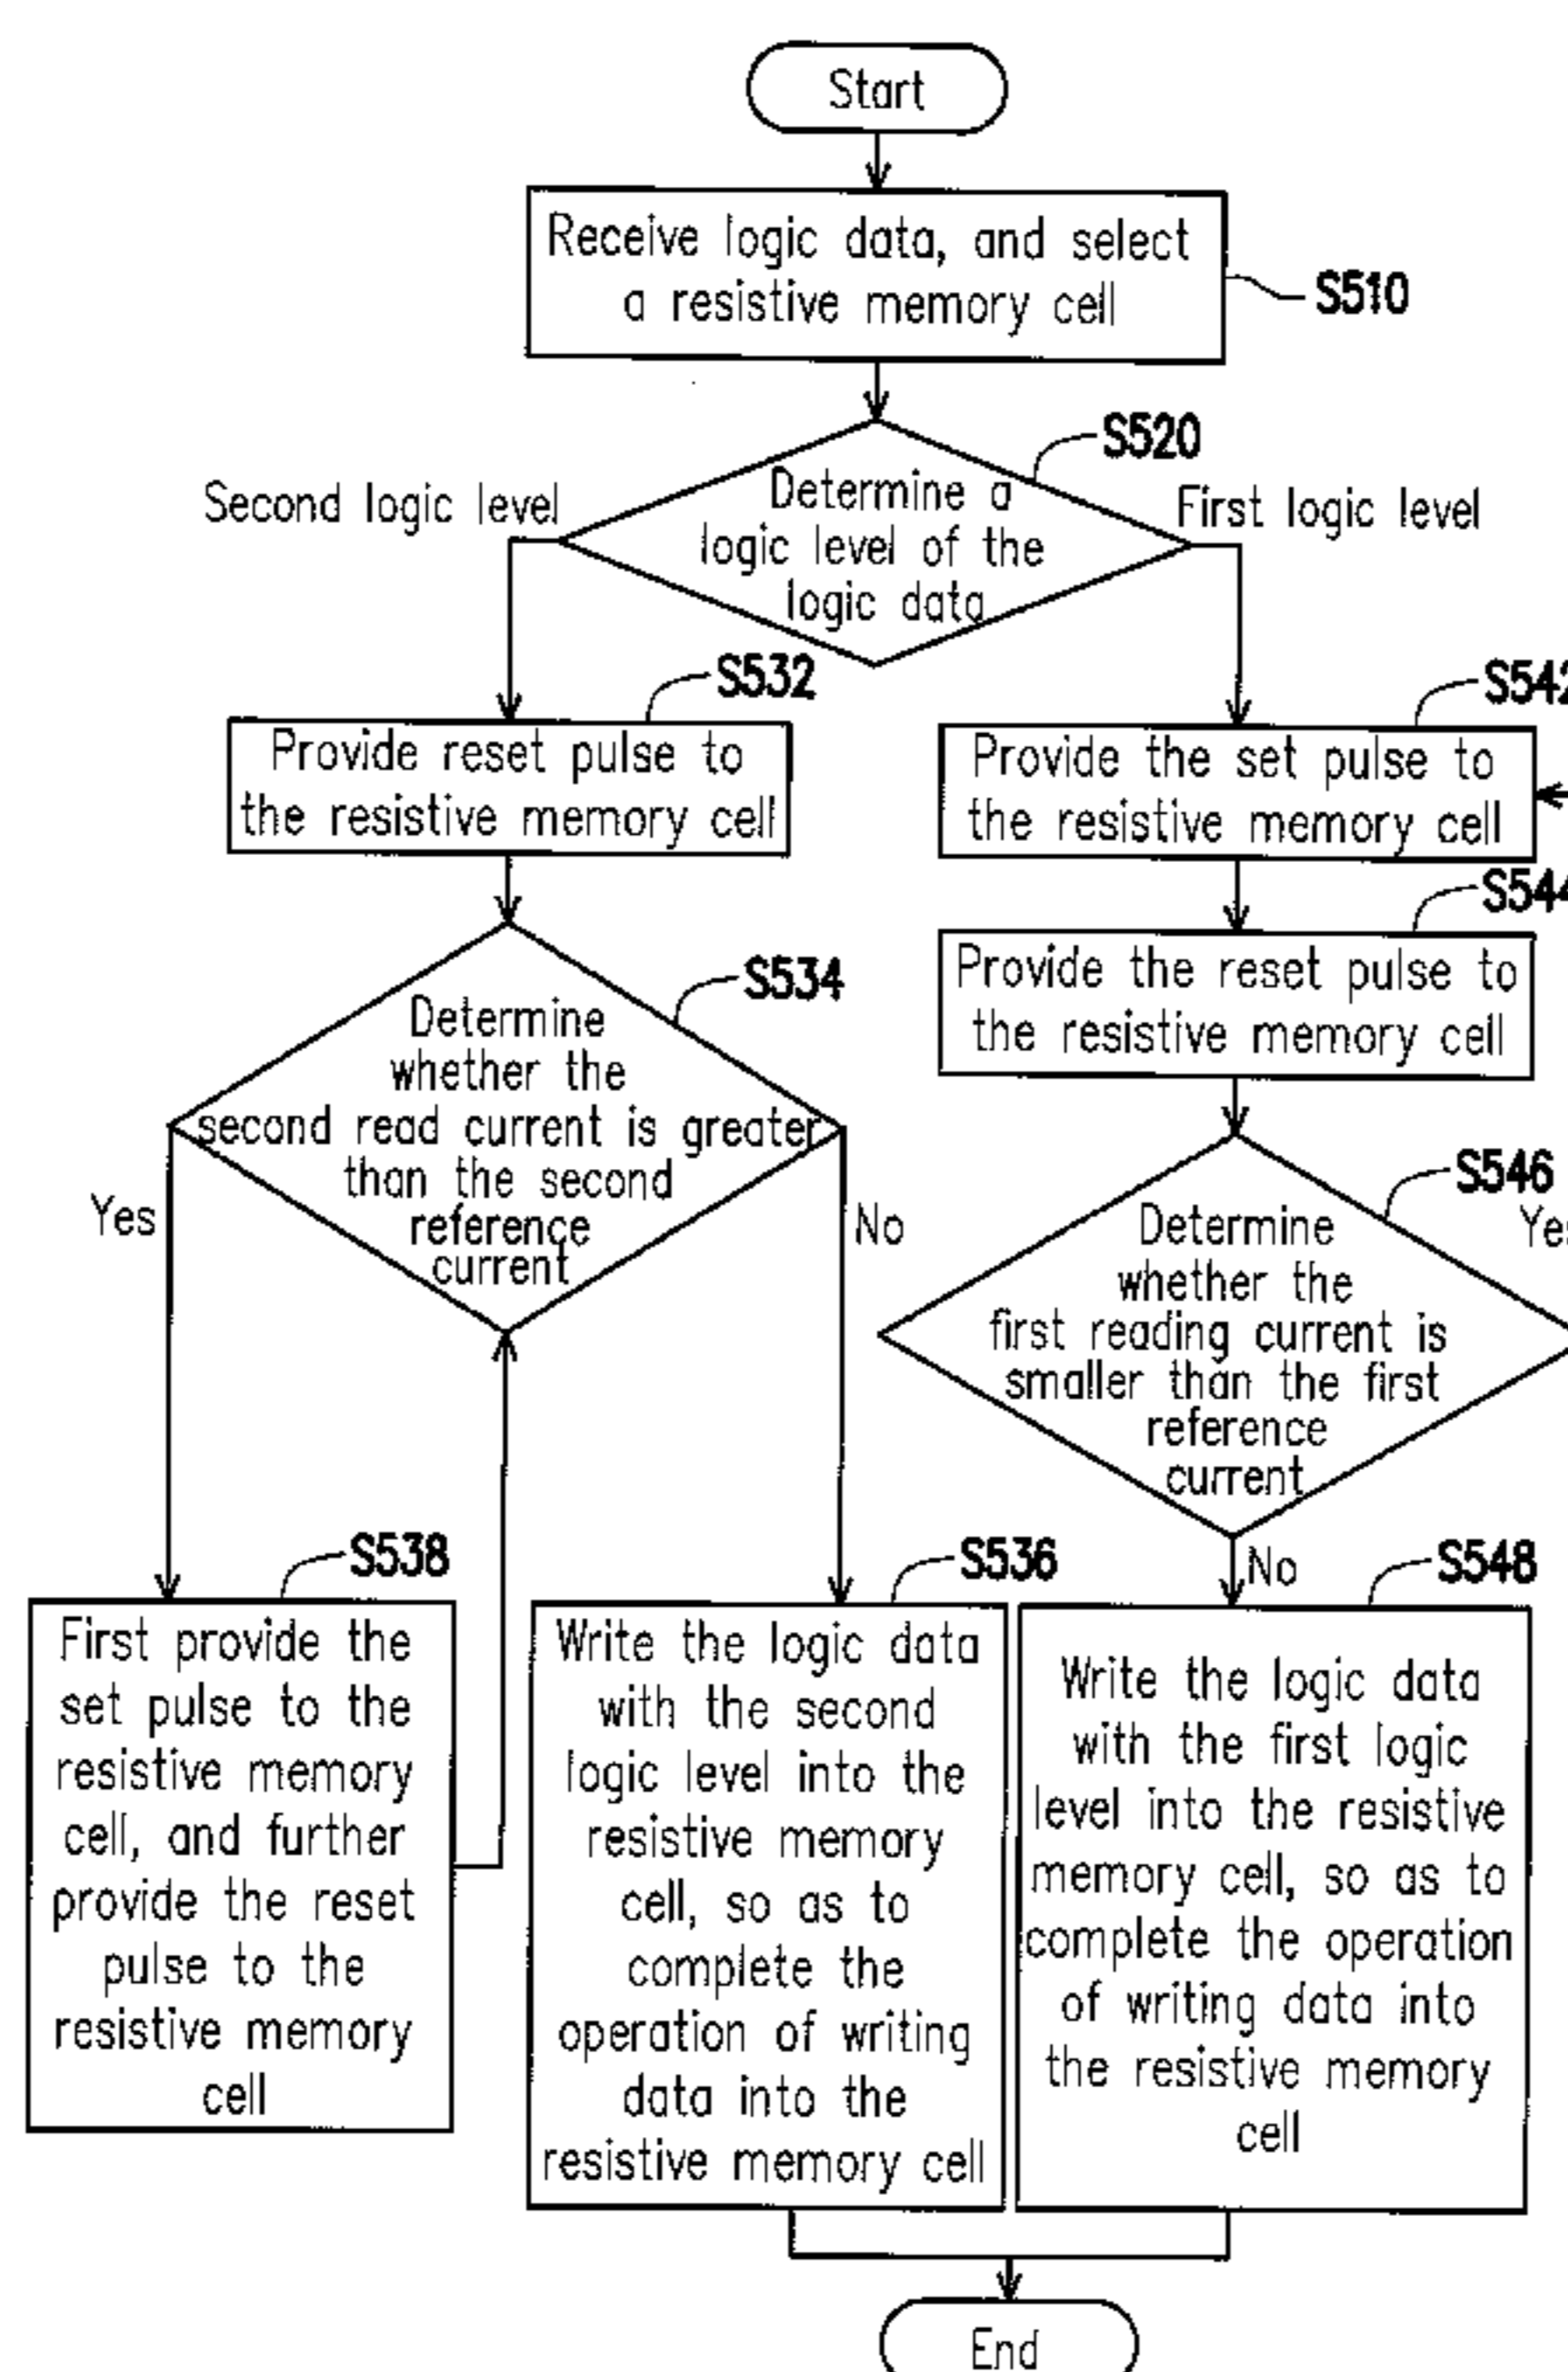 Start
Receive logic data, and select
a resistive memory cell
S510
S520
Second logic level
Determine a
logic level of the
logic data
First logic level
S532
Provide reset pulse to
the resistive memory cell
S542
Provide the set pulse to
the resistive memory cell
S544
Provide the reset pulse to
the resistive memory cell
S534
Determine
whether the
second read current is greater
than the second
reference
current
Yes
No
S546
Determine
whether the
first reading current is
smaller than the first
reference
current
Yes
No
S538
First provide the
set pulse to the
resistive memory
cell, and further
provide the reset
pulse to the
resistive memory
cell
S536
Write the logic data
with the second
logic level into the
resistive memory
cell, so as to
complete the
operation of writing
data into the
resistive memory cell
S548
Write the logic data
with the first logic
level into the resistive
memory cell, so as to
complete the operation
of writing data into
the resistive memory
cell
End